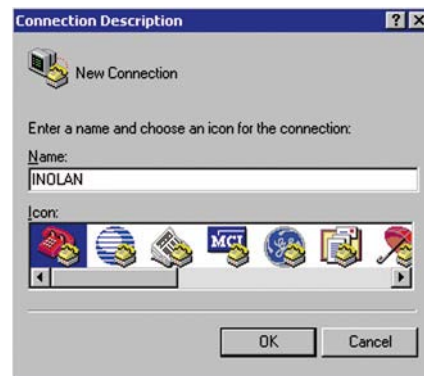 Connection Description
New Connection
Enter a name and choose an icon for the connection:
Name:
INOLAN
Icon:
MCI
OK
Cancel